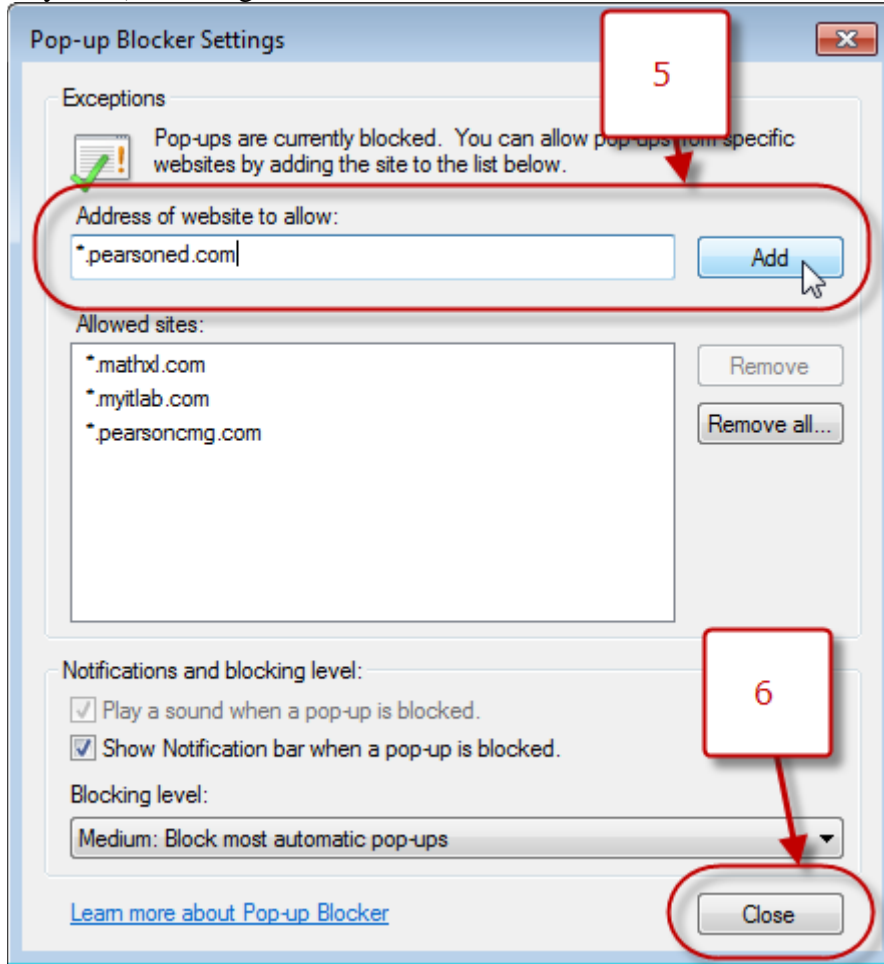 Pop-up Blocker Settings
5
Exceptions
Pop-ups are currently blocked. You can allow pop-ups from specific
websites by adding the site to the list below.
Address of website to allow:
*.pearsoned.com
Add
Allowed sites:
*.mathxl.com
*.myitlab.com
*.pearsoncmg.com
Remove
Remove all...
Notifications and blocking level:
6
Play a sound when a pop-up is blocked.
Show Notification bar when a pop-up is blocked.
Blocking level:
Medium: Block most automatic pop-ups
Learn more about Pop-up Blocker
Close